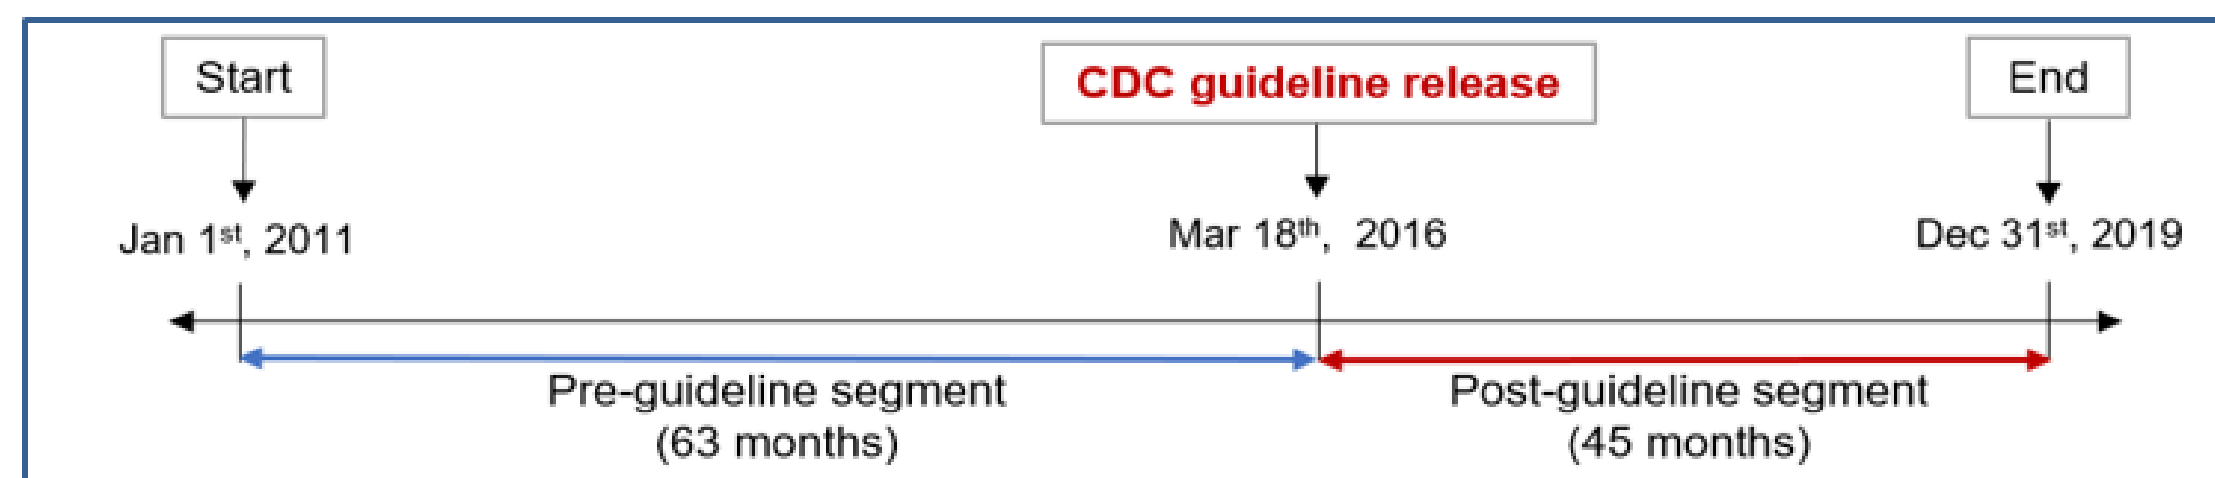 Start
CDC guideline release
End
Jan 1st, 2011
Mar 18th, 2016
Dec 31st, 2019
Pre-guideline segment
(63 months)
Post-guideline segment
(45 months)